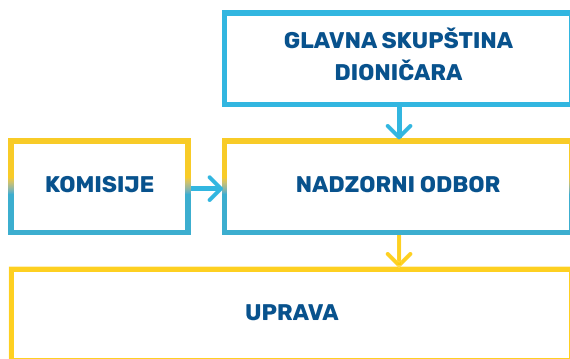 GLAVNA SKUPŠTINA
DIONIČARA
KOMISIJE
NADZORNI ODBOR
UPRAVA